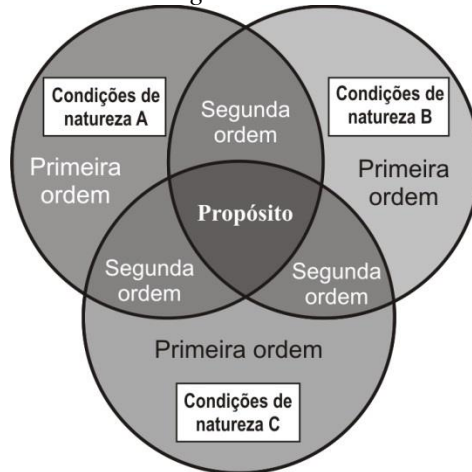 Condições de
natureza A
Segunda
ordem
Condições de
natureza B
Primeira
ordem
Primeira
ordem
Propósito
Segunda
ordem
Segunda
ordem
Primeira ordem
Condições de
natureza C